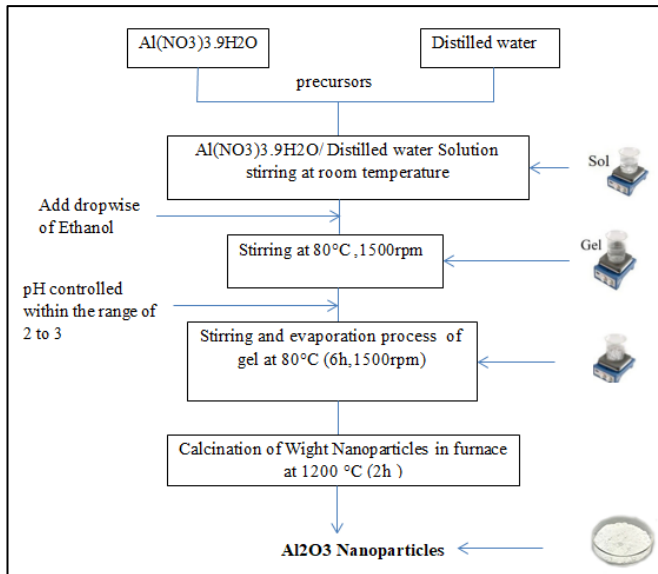 Al(NO3)3.9H2O
Distilled water
precursors
Al(NO3)3.9H2O/ Distilled water Solution
stirring at room temperature
Sol
Add dropwise
of Ethanol
Stirring at 80°C ,1500rpm
Gel
pH controlled
within the range of
2 to 3
Stirring and evaporation process of
gel at 80°C (6h,1500rpm)
Calcination of Wight Nanoparticles in furnace
at 1200 °C (2h )
Al2O3 Nanoparticles